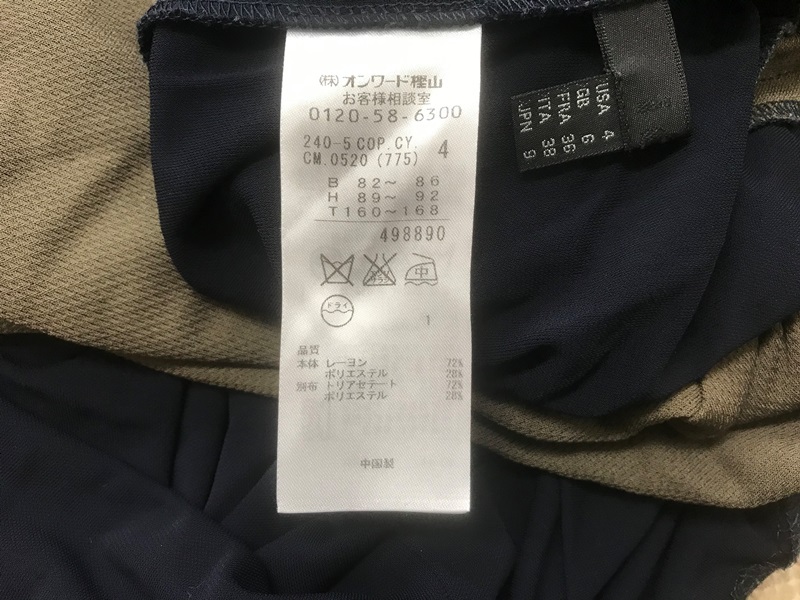 (株)オンワード樫山
お客様相談室
0120-58-6300
240-5 COP.CY. 4
CM.0520 (775)
B 82~ 86
H 89~ 92
T160~168
498890
中
ドライ
1
品質
本体 レーヨン 72%
ポリエステル 28%
別布 トリアセテート 72%
ポリエステル 28%
中国製
USA 4
GB 6
FRA 36
ITA 38
JPN 9